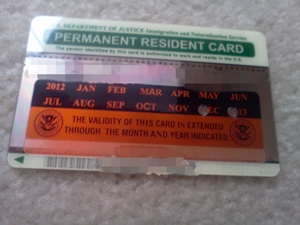 U.S. DEPARTMENT OF JUSTICE Immigration and Naturalization Service
PERMANENT RESIDENT CARD
The person identified by this card is authorized to work and reside in the U.S.
2012 JAN FEB MAR APR MAY JUN
JUL AUG SEP OCT NOV
THE VALIDITY OF THIS CARD IS EXTENDED
THROUGH THE MONTH AND YEAR INDICATED.